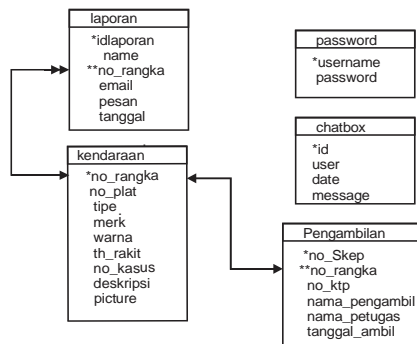 laporan
*idlaporan
name
**no_rangka
email
pesan
tanggal
password
*username
password
chatbox
*id
user
date
message
kendaraan
*no_rangka
no_plat
tipe
merk
warna
th_rakit
no_kasus
deskripsi
picture
Pengambilan
*no_Skep
**no_rangka
no_ktp
nama_pengambil
nama_petugas
tanggal_ambil